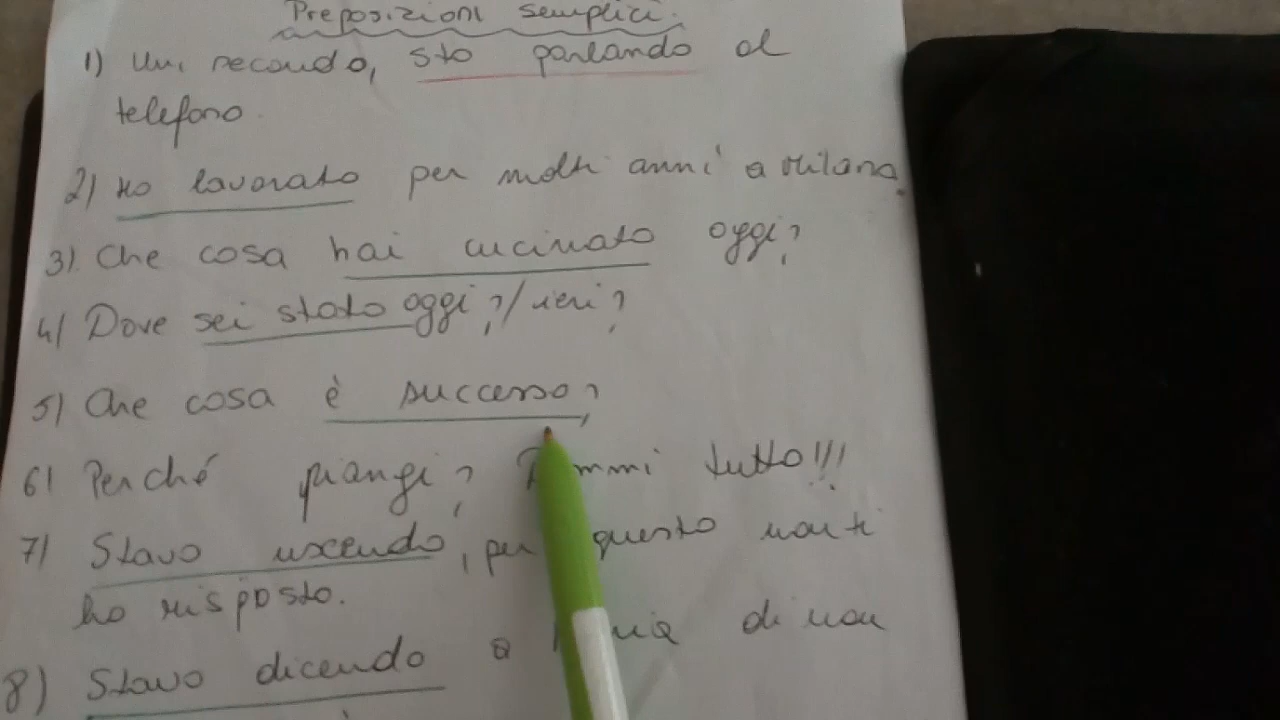 Preposizioni semplici.
1) Un secondo, sto parlando al
telefono.
2) Ho lavorato per molti anni a Milano.
3) Che cosa hai cucinato oggi?
4) Dove sei stato oggi?/ieri?
5) Che cosa è successo?
6) Perché piangi? Dimmi tutto!!!
7) Stavo uscendo, per questo non ti
ho risposto.
8) Stavo dicendo a di non